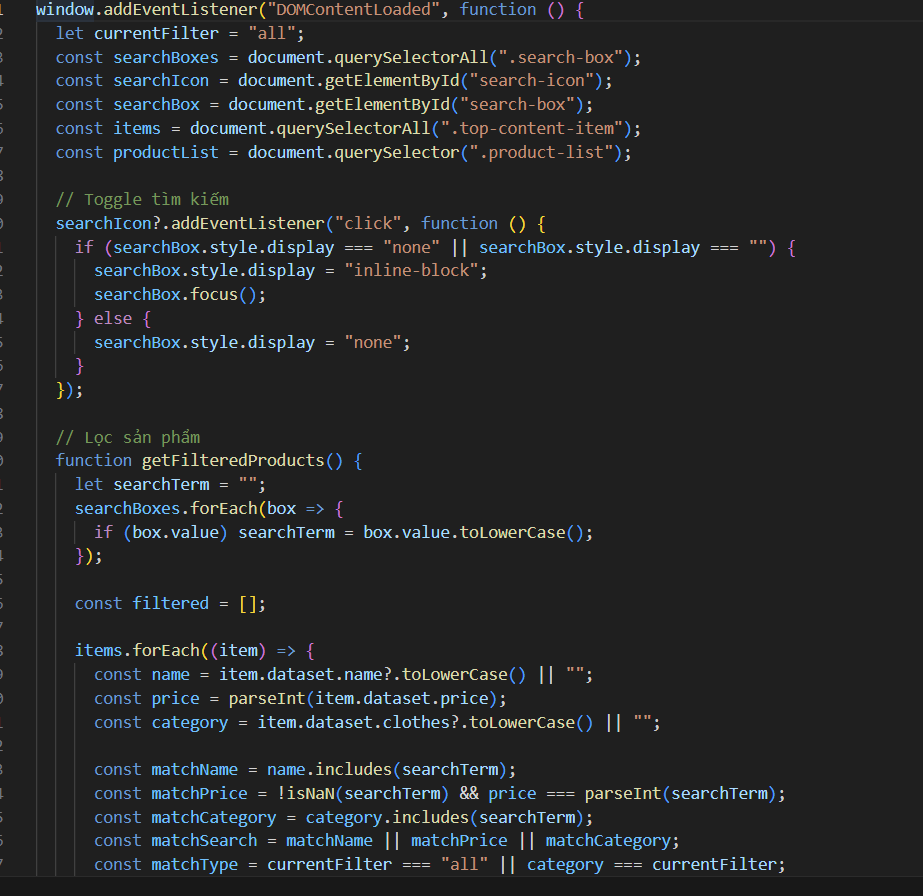 window.addEventListener("DOMContentLoaded", function () {
let currentFilter = "all";
const searchBoxes = document.querySelectorAll(".search-box");
const searchIcon = document.getElementById("search-icon");
const searchBox = document.getElementById("search-box");
const items = document.querySelectorAll(".top-content-item");
const productList = document.querySelector(".product-list");
// Toggle tìm kiếm
searchIcon?.addEventListener("click", function () {
if (searchBox.style.display === "none" || searchBox.style.display === "") {
searchBox.style.display = "inline-block";
searchBox.focus();
} else {
searchBox.style.display = "none";
}
});
// Lọc sản phẩm
function getFilteredProducts() {
let searchTerm = "";
searchBoxes.forEach(box => {
if (box.value) searchTerm = box.value.toLowerCase();
});
const filtered = [];
items.forEach((item) => {
const name = item.dataset.name?.toLowerCase() || "";
const price = parseInt(item.dataset.price);
const category = item.dataset.clothes?.toLowerCase() || "";
const matchName = name.includes(searchTerm);
const matchPrice = !isNaN(searchTerm) && price === parseInt(searchTerm);
const matchCategory = category.includes(searchTerm);
const matchSearch = matchName || matchPrice || matchCategory;
const matchType = currentFilter === "all" || category === currentFilter;